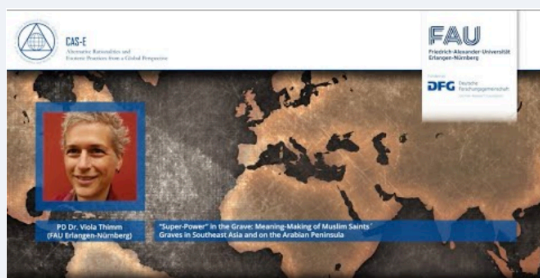 CAS-E
Alternative Rationalities and
Esoteric Practices from a Global Perspective
FAU
Friedrich-Alexander-Universität
Erlangen-Nürnberg
DFG Deutsche
Forschungsgemeinschaft
PD Dr. Viola Thimm
(FAU Erlangen-Nürnberg)
"Super-Power" in the Grave: Meaning-Making of Muslim Saints´
Graves in Southeast Asia and on the Arabian Peninsula